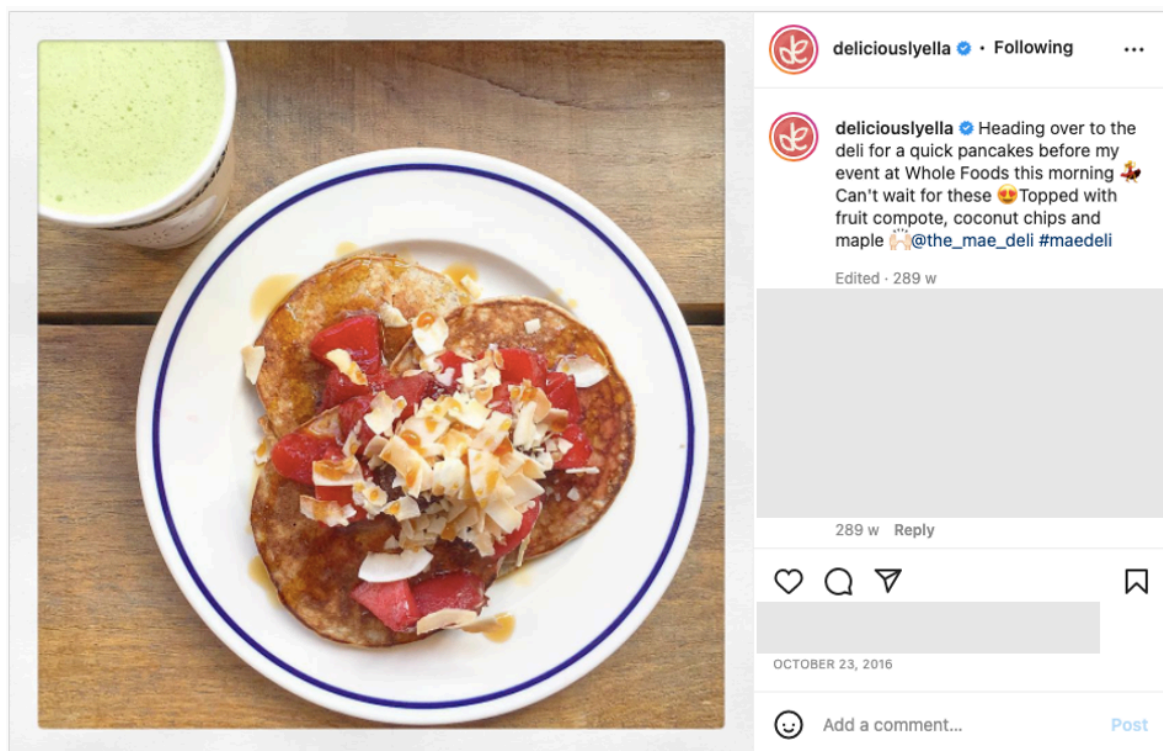 deliciouslyella • Following
deliciouslyella Heading over to the
deli for a quick pancakes before my
event at Whole Foods this morning 💃
Can't wait for these 😍Topped with
fruit compote, coconut chips and
maple 🙌🏻@the_mae_deli #maedeli
Edited · 289 w
289 w Reply
OCTOBER 23, 2016
Add a comment... Post